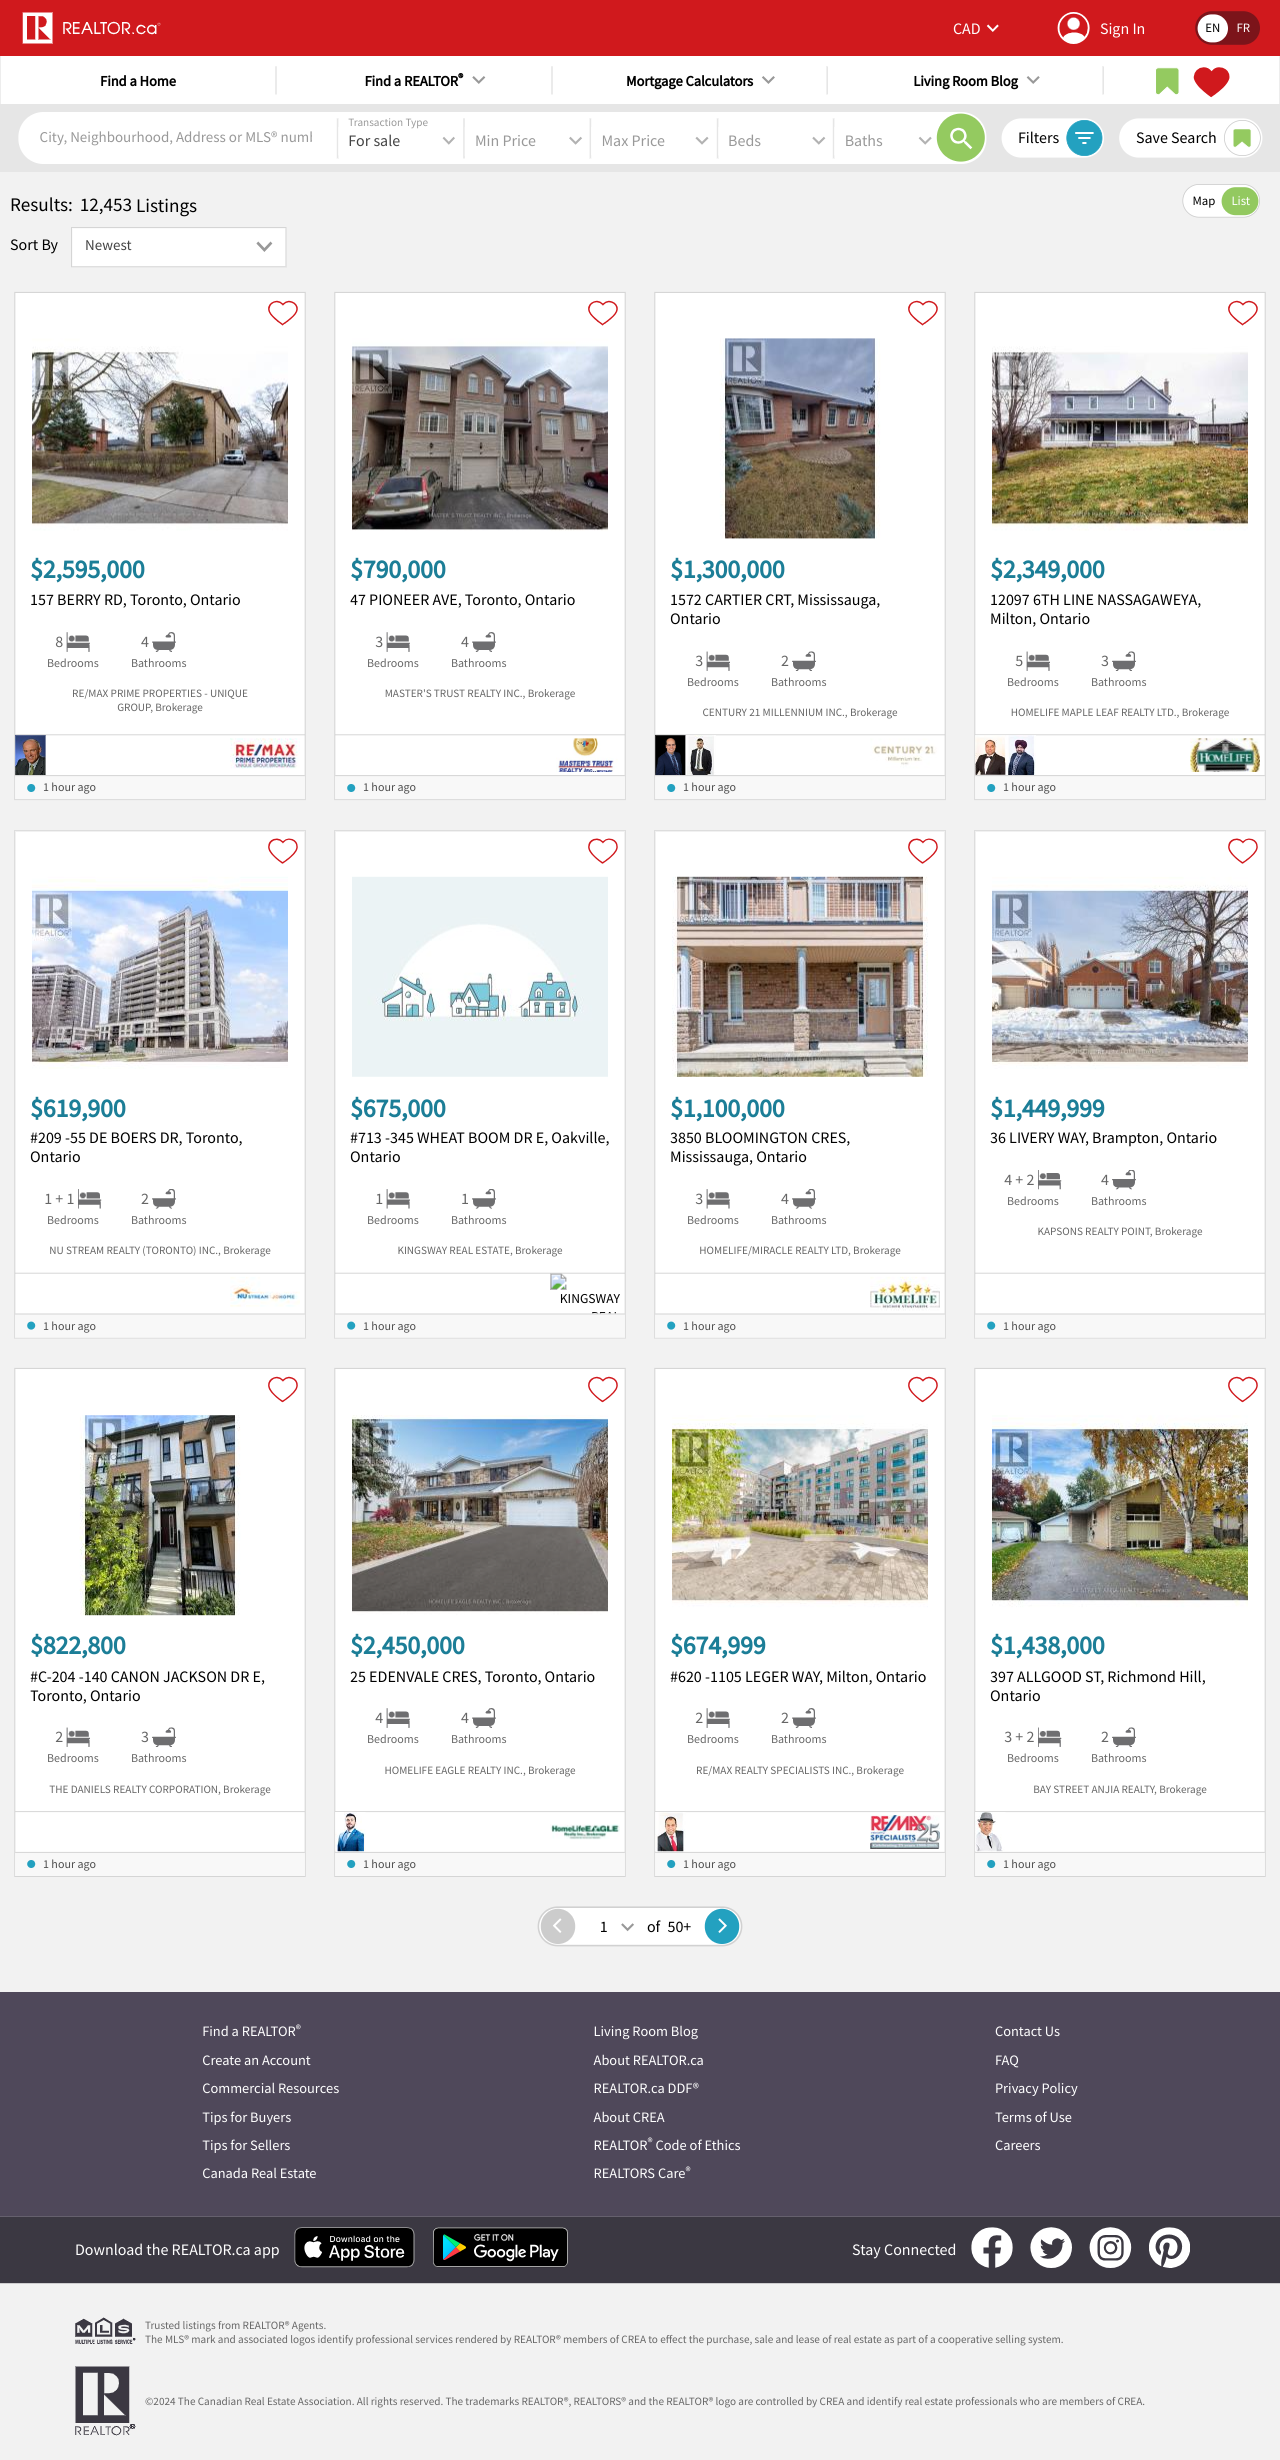 REALTOR.ca
CAD
Sign In
EN FR
Find a Home
Find a REALTOR®
Mortgage Calculators
Living Room Blog
City, Neighbourhood, Address or MLS® numl
Transaction Type
For sale
Min Price
Max Price
Beds
Baths
Filters
Save Search
Results: 12,453 Listings
Map List
Sort By Newest
$2,595,000
157 BERRY RD, Toronto, Ontario
8 4
Bedrooms Bathrooms
RE/MAX PRIME PROPERTIES - UNIQUE
GROUP, Brokerage
RE/MAX
PRIME PROPERTIES
1 hour ago
$790,000
47 PIONEER AVE, Toronto, Ontario
3 4
Bedrooms Bathrooms
MASTER'S TRUST REALTY INC., Brokerage
MASTER'S TRUST
REALTY INC.
1 hour ago
$1,300,000
1572 CARTIER CRT, Mississauga,
Ontario
3 2
Bedrooms Bathrooms
CENTURY 21 MILLENNIUM INC., Brokerage
CENTURY 21
Millennium Inc.
1 hour ago
$2,349,000
12097 6TH LINE NASSAGAWEYA,
Milton, Ontario
5 3
Bedrooms Bathrooms
HOMELIFE MAPLE LEAF REALTY LTD., Brokerage
HOMELIFE
1 hour ago
$619,900
#209 -55 DE BOERS DR, Toronto,
Ontario
1 + 1 2
Bedrooms Bathrooms
NU STREAM REALTY (TORONTO) INC., Brokerage
NU STREAM
1 hour ago
$675,000
#713 -345 WHEAT BOOM DR E, Oakville,
Ontario
1 1
Bedrooms Bathrooms
KINGSWAY REAL ESTATE, Brokerage
KINGSWAY
1 hour ago
$1,100,000
3850 BLOOMINGTON CRES,
Mississauga, Ontario
3 4
Bedrooms Bathrooms
HOMELIFE/MIRACLE REALTY LTD, Brokerage
HOMELIFE
1 hour ago
$1,449,999
36 LIVERY WAY, Brampton, Ontario
4 + 2 4
Bedrooms Bathrooms
KAPSONS REALTY POINT, Brokerage
1 hour ago
$822,800
#C-204 -140 CANON JACKSON DR E,
Toronto, Ontario
2 3
Bedrooms Bathrooms
THE DANIELS REALTY CORPORATION, Brokerage
1 hour ago
$2,450,000
25 EDENVALE CRES, Toronto, Ontario
4 4
Bedrooms Bathrooms
HOMELIFE EAGLE REALTY INC., Brokerage
HomeLife EAGLE
1 hour ago
$674,999
#620 -1105 LEGER WAY, Milton, Ontario
2 2
Bedrooms Bathrooms
RE/MAX REALTY SPECIALISTS INC., Brokerage
RE/MAX
SPECIALISTS 25
1 hour ago
$1,438,000
397 ALLGOOD ST, Richmond Hill,
Ontario
3 + 2 2
Bedrooms Bathrooms
BAY STREET ANJIA REALTY, Brokerage
1 hour ago
1 of 50+
Find a REALTOR®
Create an Account
Commercial Resources
Tips for Buyers
Tips for Sellers
Canada Real Estate
Living Room Blog
About REALTOR.ca
REALTOR.ca DDF®
About CREA
REALTOR® Code of Ethics
REALTORS Care®
Contact Us
FAQ
Privacy Policy
Terms of Use
Careers
Download the REALTOR.ca app
Download on the
App Store
GET IT ON
Google Play
Stay Connected
MLS
MULTIPLE LISTING SERVICE®
Trusted listings from REALTOR® Agents.
The MLS® mark and associated logos identify professional services rendered by REALTOR® members of CREA to effect the purchase, sale and lease of real estate as part of a cooperative selling system.
REALTOR®
©2024 The Canadian Real Estate Association. All rights reserved. The trademarks REALTOR®, REALTORS® and the REALTOR® logo are controlled by CREA and identify real estate professionals who are members of CREA.